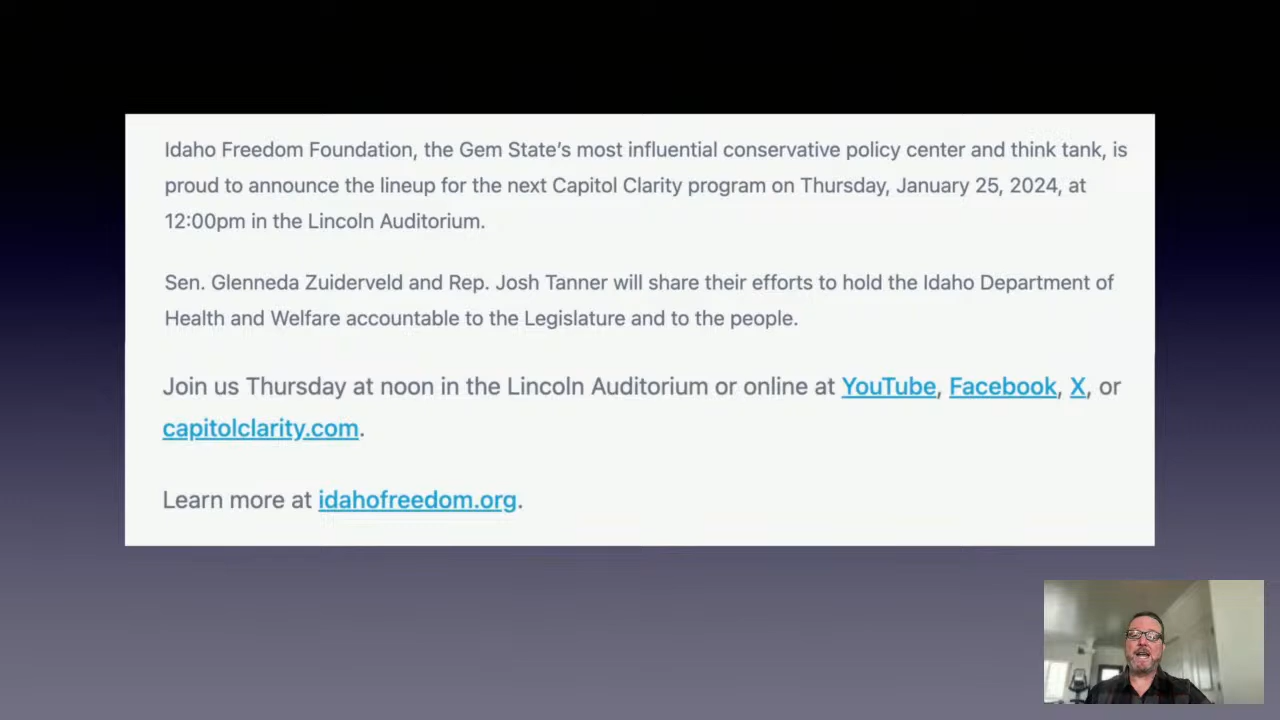 Idaho Freedom Foundation, the Gem State’s most influential conservative policy center and think tank, is
proud to announce the lineup for the next Capitol Clarity program on Thursday, January 25, 2024, at
12:00pm in the Lincoln Auditorium.
Sen. Glenneda Zuiderveld and Rep. Josh Tanner will share their efforts to hold the Idaho Department of
Health and Welfare accountable to the Legislature and to the people.
Join us Thursday at noon in the Lincoln Auditorium or online at YouTube, Facebook, X, or
capitolclarity.com.
Learn more at idahofreedom.org.